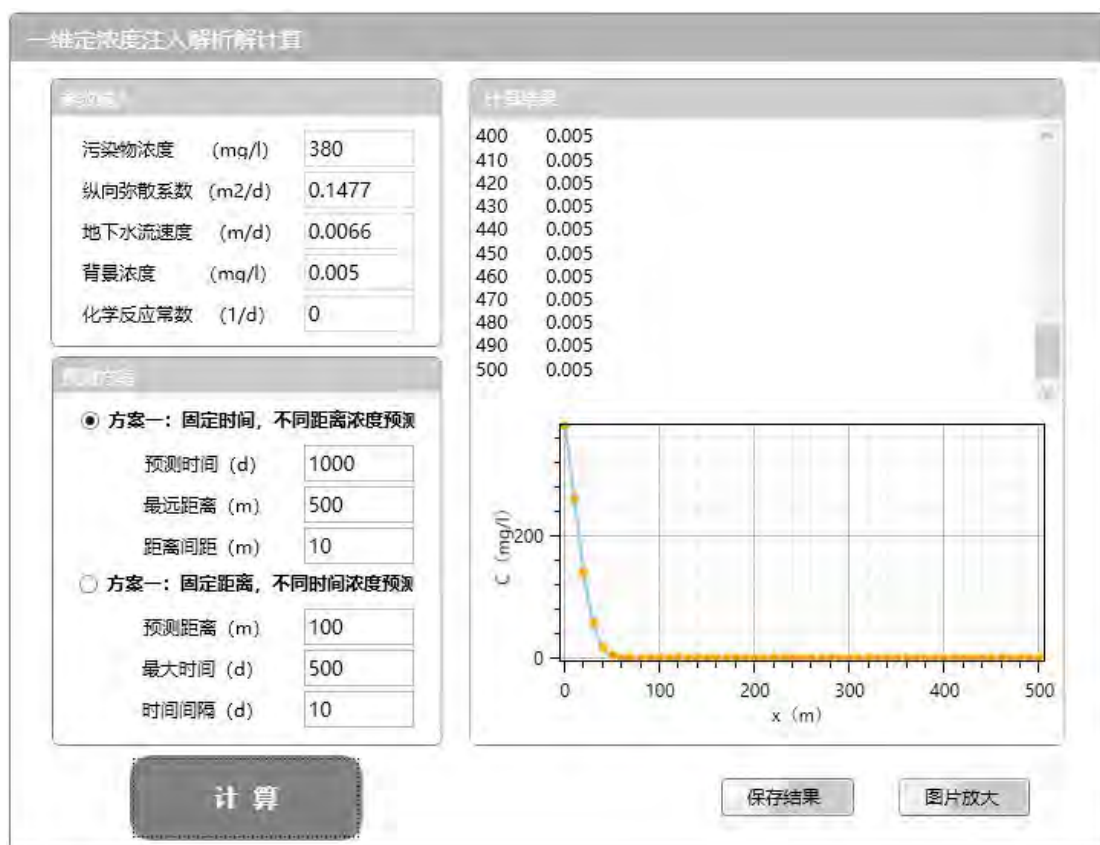 一维定浓度注入解析解计算
污染物浓度 (mg/l) 380
纵向弥散系数 (m2/d) 0.1477
地下水流速度 (m/d) 0.0066
背景浓度 (mg/l) 0.005
化学反应常数 (1/d) 0
方案一：固定时间，不同距离浓度预测
预测时间 (d) 1000
最远距离 (m) 500
距离间距 (m) 10
方案一：固定距离，不同时间浓度预测
预测距离 (m) 100
最大时间 (d) 500
时间间隔 (d) 10
计 算
计算结果
400 0.005
410 0.005
420 0.005
430 0.005
440 0.005
450 0.005
460 0.005
470 0.005
480 0.005
490 0.005
500 0.005
C (mg/l)
200
0
0 100 200 300 400 500
x (m)
保存结果 图片放大